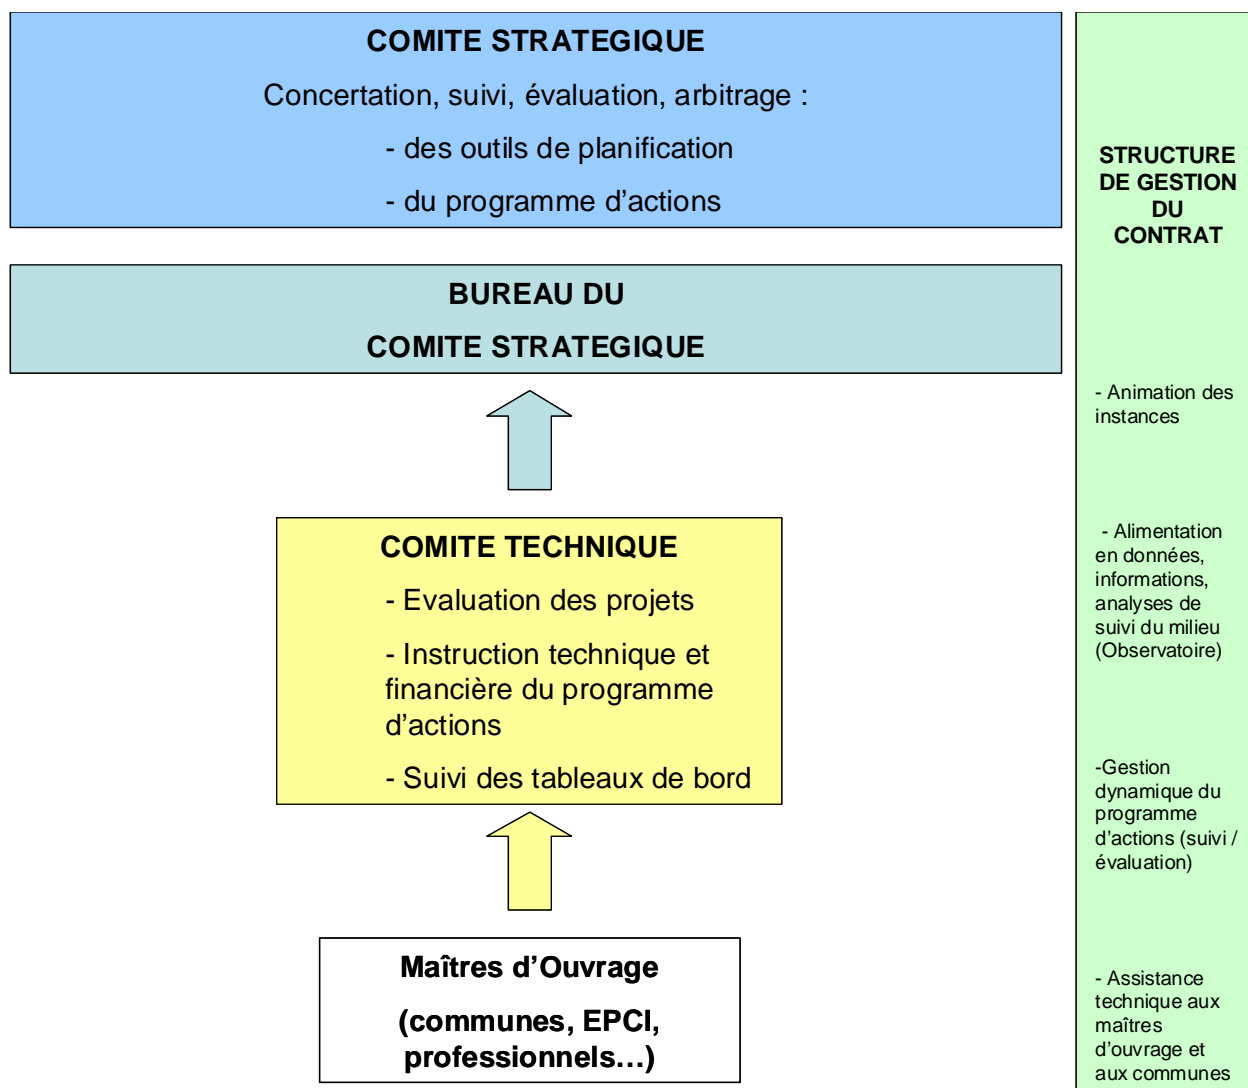 COMITE STRATEGIQUE
Concertation, suivi, évaluation, arbitrage :
- des outils de planification
- du programme d'actions
BUREAU DU
COMITE STRATEGIQUE
COMITE TECHNIQUE
- Evaluation des projets
- Instruction technique et
financière du programme
d'actions
- Suivi des tableaux de bord
Maîtres d'Ouvrage
(communes, EPCI,
professionnels…)
STRUCTURE
DE GESTION
DU
CONTRAT
- Animation des
instances
- Alimentation
en données,
informations,
analyses de
suivi du milieu
(Observatoire)
-Gestion
dynamique du
programme
d'actions (suivi /
évaluation)
- Assistance
technique aux
maîtres
d'ouvrage et
aux communes